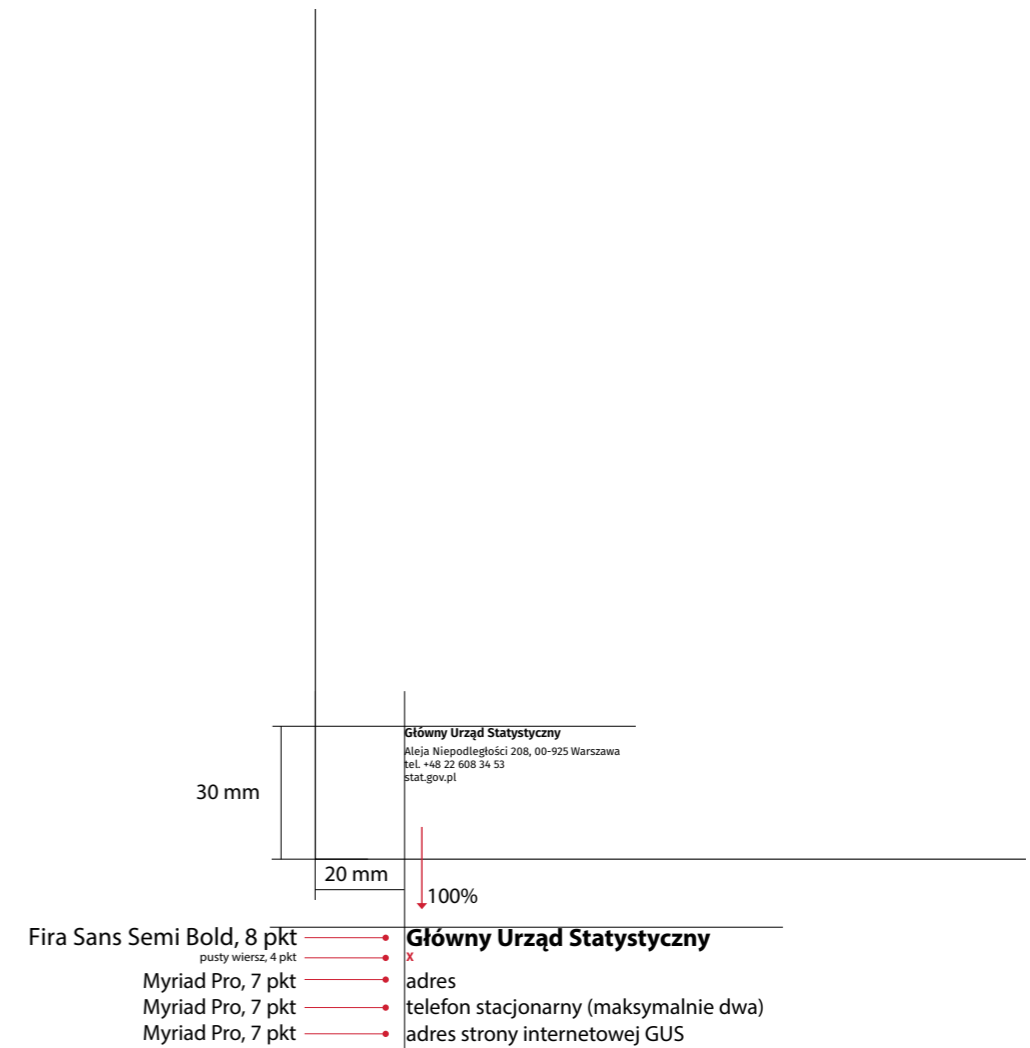 Główny Urząd Statystyczny
Aleja Niepodległości 208, 00-925 Warszawa
tel. +48 22 608 34 53
stat.gov.pl
30 mm
20 mm
100%
Fira Sans Semi Bold, 8 pkt Główny Urząd Statystyczny
pusty wiersz, 4 pkt x
Myriad Pro, 7 pkt adres
Myriad Pro, 7 pkt telefon stacjonarny (maksymalnie dwa)
Myriad Pro, 7 pkt adres strony internetowej GUS